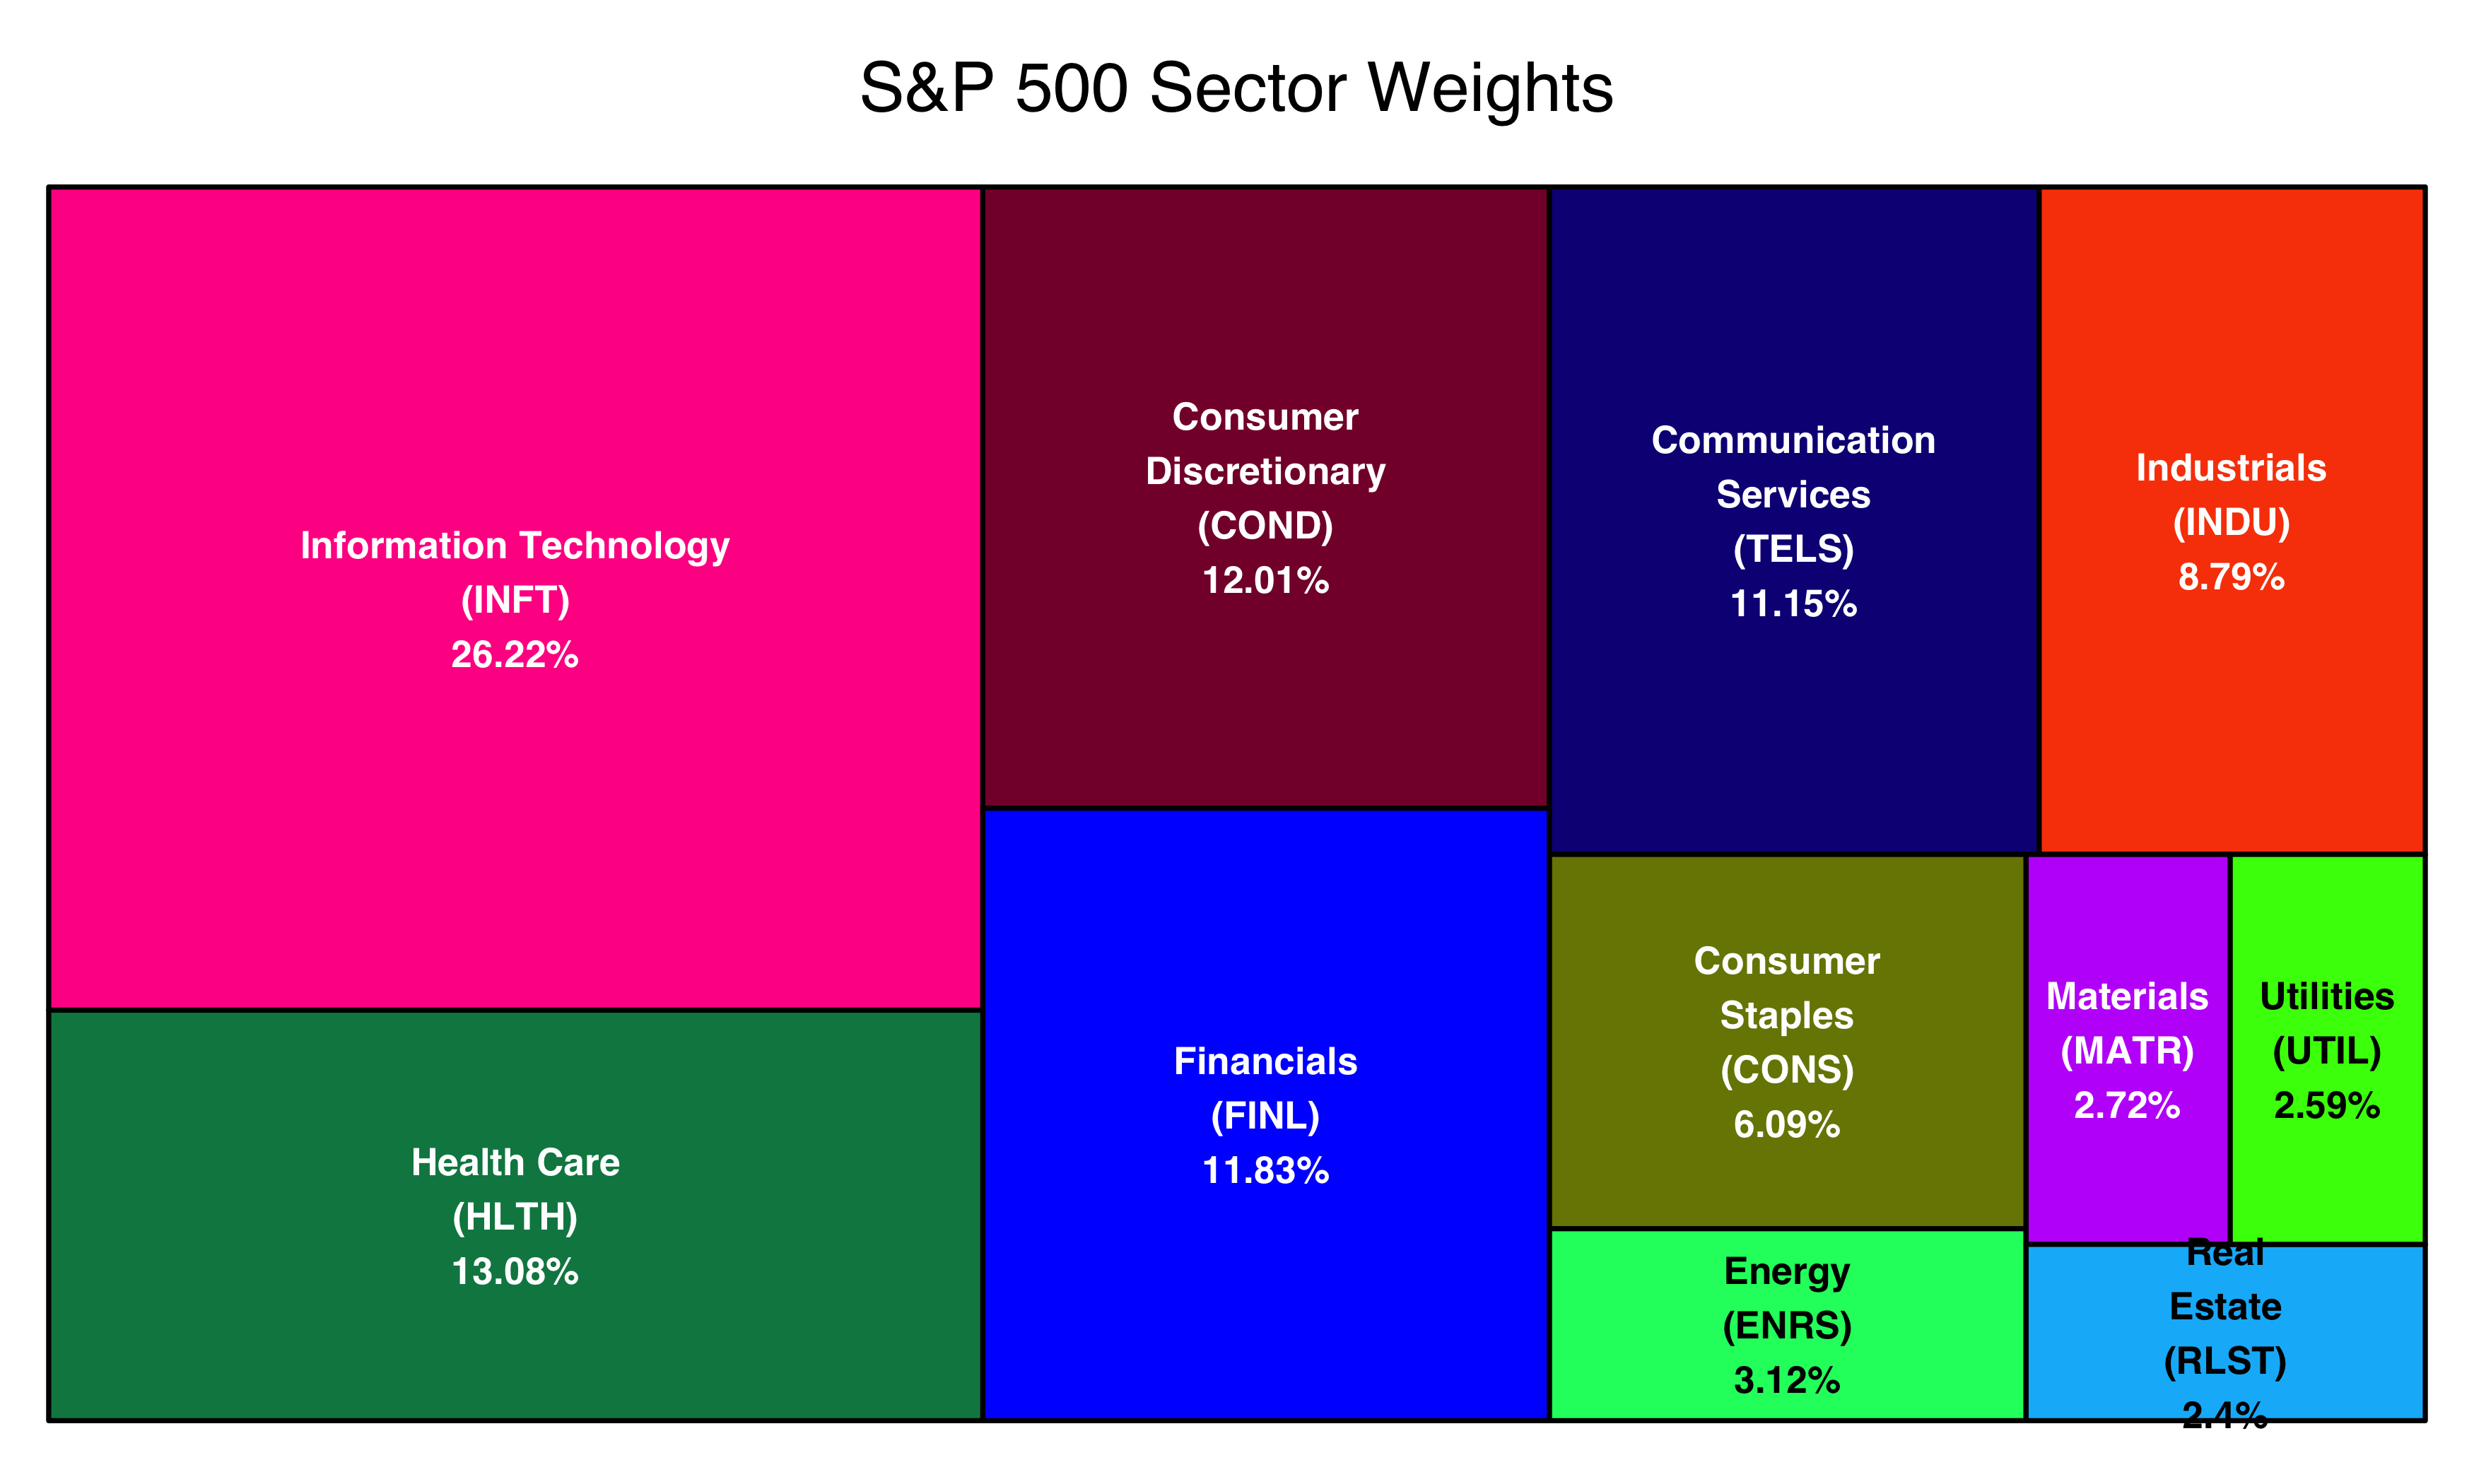 S&P 500 Sector Weights
Information Technology
(INFT)
26.22%
Health Care
(HLTH)
13.08%
Consumer
Discretionary
(COND)
12.01%
Financials
(FINL)
11.83%
Communication
Services
(TELS)
11.15%
Industrials
(INDU)
8.79%
Consumer
Staples
(CONS)
6.09%
Energy
(ENRS)
3.12%
Materials
(MATR)
2.72%
Utilities
(UTIL)
2.59%
Real
Estate
(RLST)
2.4%